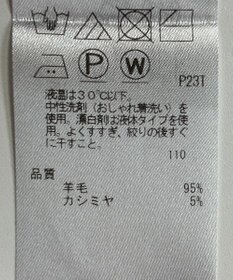 P W
P23T
液温は30℃以下。
中性洗剤(おしゃれ着洗い)を
使用。漂白剤は液体タイプを使
用。よくすすぎ、絞りの後すぐ
に干すこと。
110
品質
羊毛 95%
カシミヤ 5%